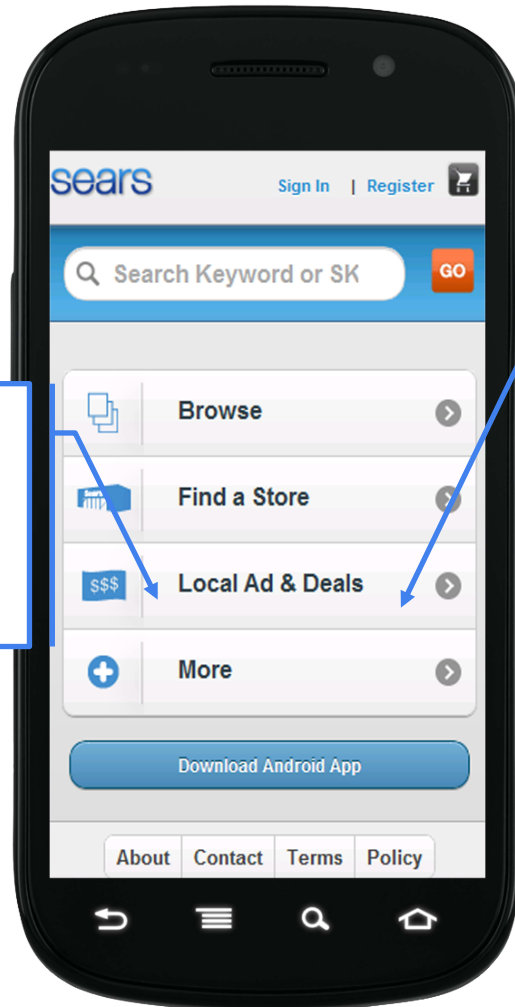 sears
Sign In | Register
Search Keyword or SK
GO
Browse
Find a Store
$$$ Local Ad & Deals
More
Download Android App
About Contact Terms Policy